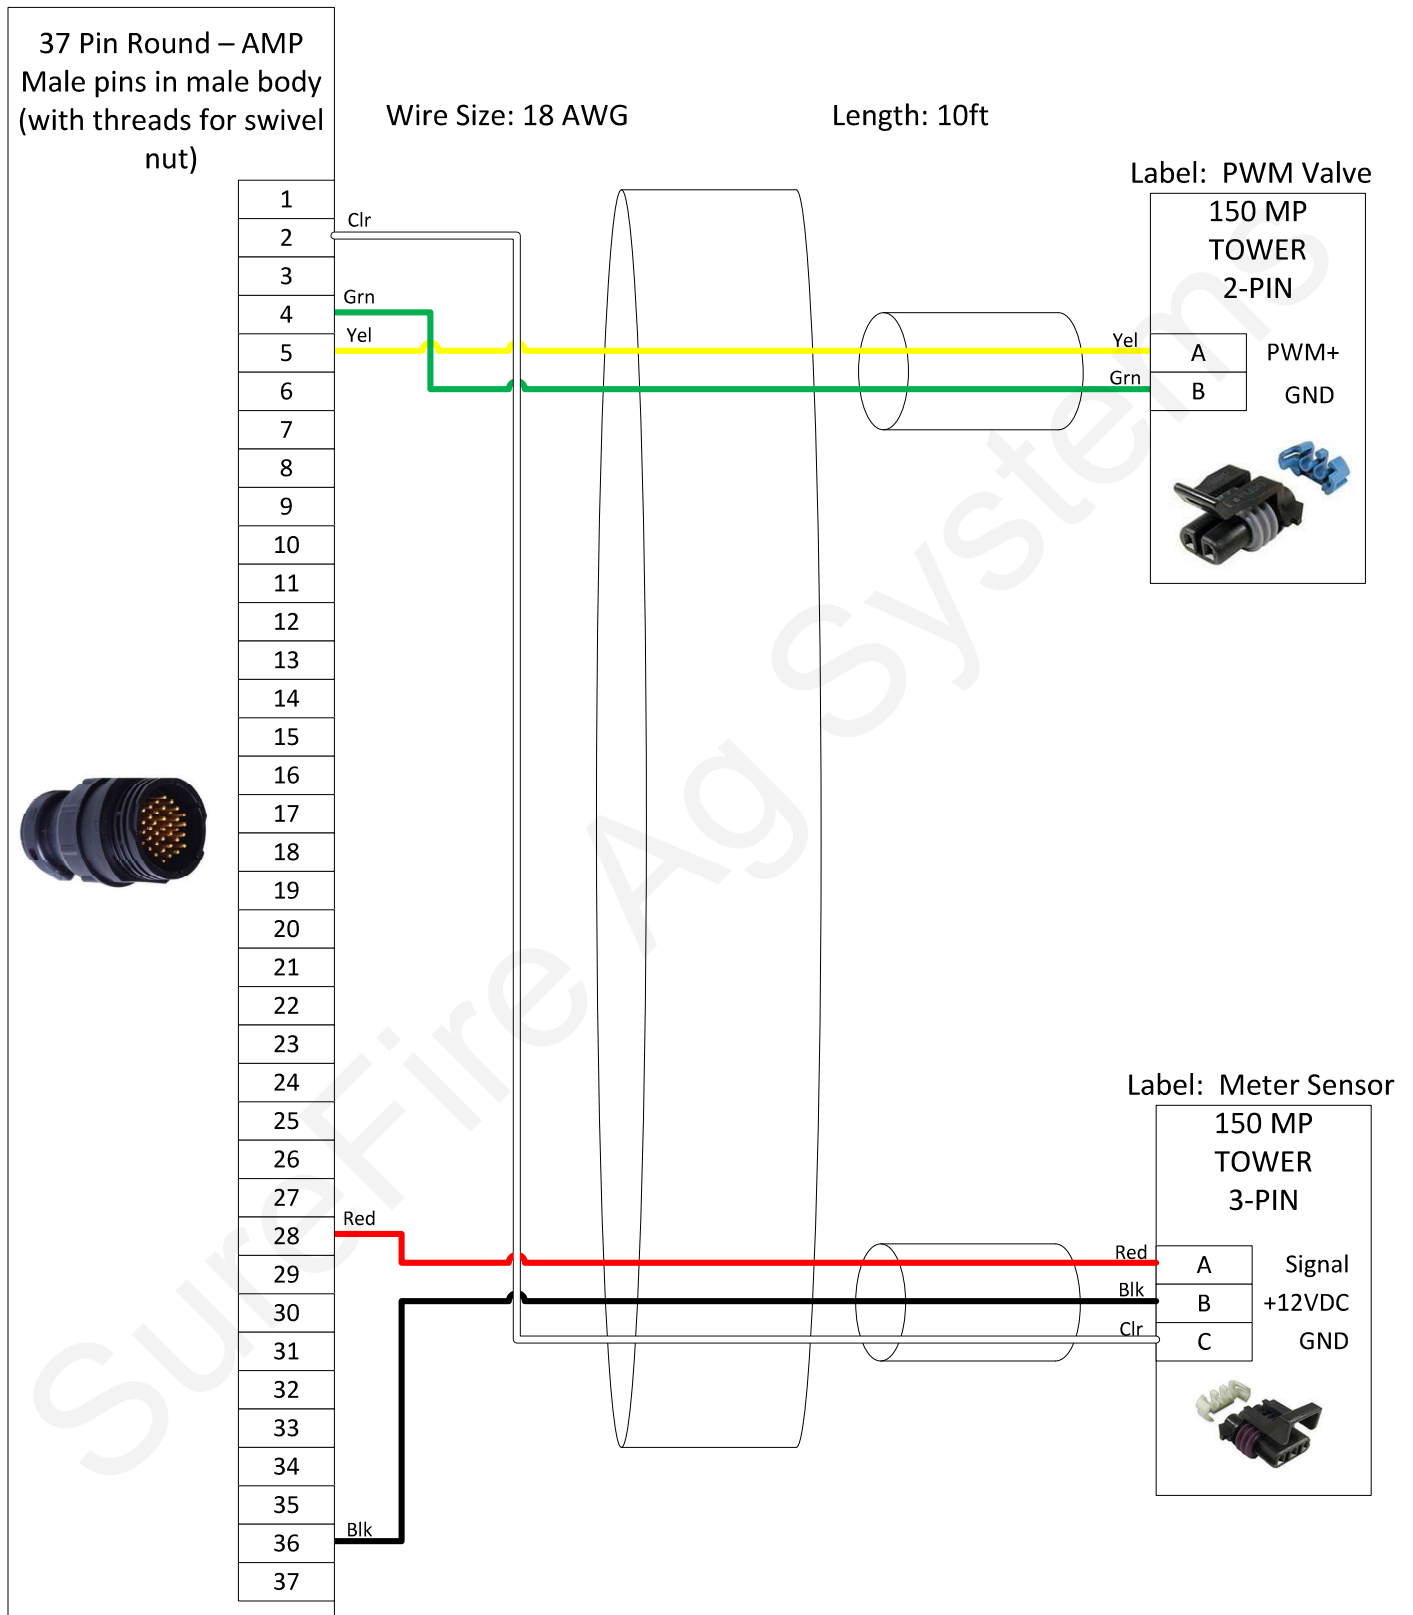 37 Pin Round – AMP
Male pins in male body
(with threads for swivel
nut)
Wire Size: 18 AWG
Length: 10ft
Label: PWM Valve
150 MP
TOWER
2-PIN
1
2
3
4
5
6
7
8
9
10
11
12
13
14
15
16
17
18
19
20
21
22
23
24
25
26
27
28
29
30
31
32
33
34
35
36
37
Clr
Grn
Yel
Red
Blk
Yel
Grn
A PWM+
B GND
Label: Meter Sensor
150 MP
TOWER
3-PIN
Red
Blk
Clr
A Signal
B +12VDC
C GND
SureFire Ag Systems